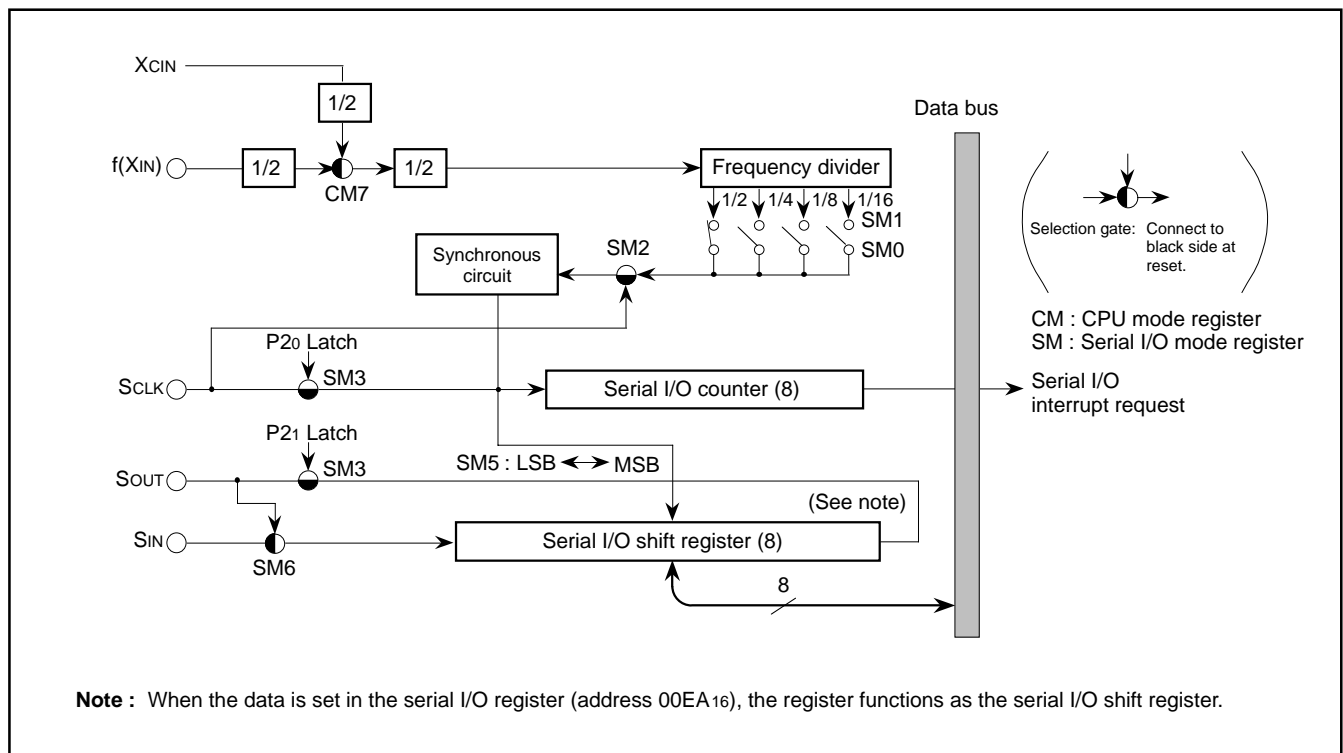 XCIN
1/2
Data bus
f(XIN)
1/2
CM7
1/2
Frequency divider
1/2
1/4
1/8
1/16
SM1
SM0
Selection gate: Connect to
black side at
reset.
Synchronous
circuit
SM2
CM : CPU mode register
SM : Serial I/O mode register
P20 Latch
SM3
SCLK
Serial I/O counter (8)
Serial I/O
interrupt request
P21 Latch
SM3
SOUT
SM5 : LSB MSB
(See note)
SIN
SM6
Serial I/O shift register (8)
8
Note : When the data is set in the serial I/O register (address 00EA16), the register functions as the serial I/O shift register.